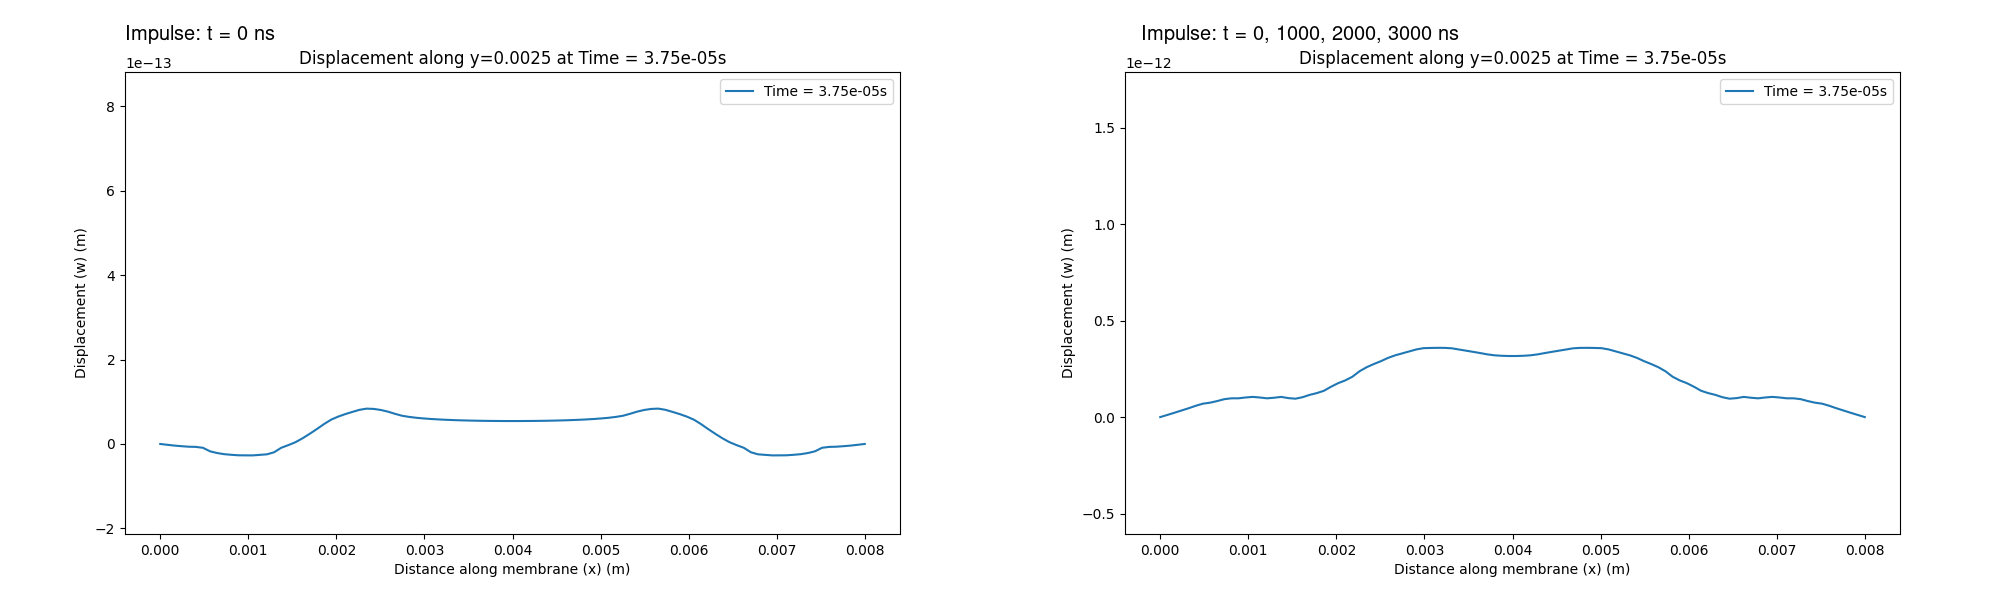 Impulse: t = 0 ns
Displacement along y=0.0025 at Time = 3.75e-05s
1e−13
Time = 3.75e-05s
8
6
4
2
0
−2
Displacement (w) (m)
0.000 0.001 0.002 0.003 0.004 0.005 0.006 0.007 0.008
Distance along membrane (x) (m)
Impulse: t = 0, 1000, 2000, 3000 ns
Displacement along y=0.0025 at Time = 3.75e-05s
1e−12
Time = 3.75e-05s
1.5
1.0
0.5
0.0
−0.5
Displacement (w) (m)
0.000 0.001 0.002 0.003 0.004 0.005 0.006 0.007 0.008
Distance along membrane (x) (m)